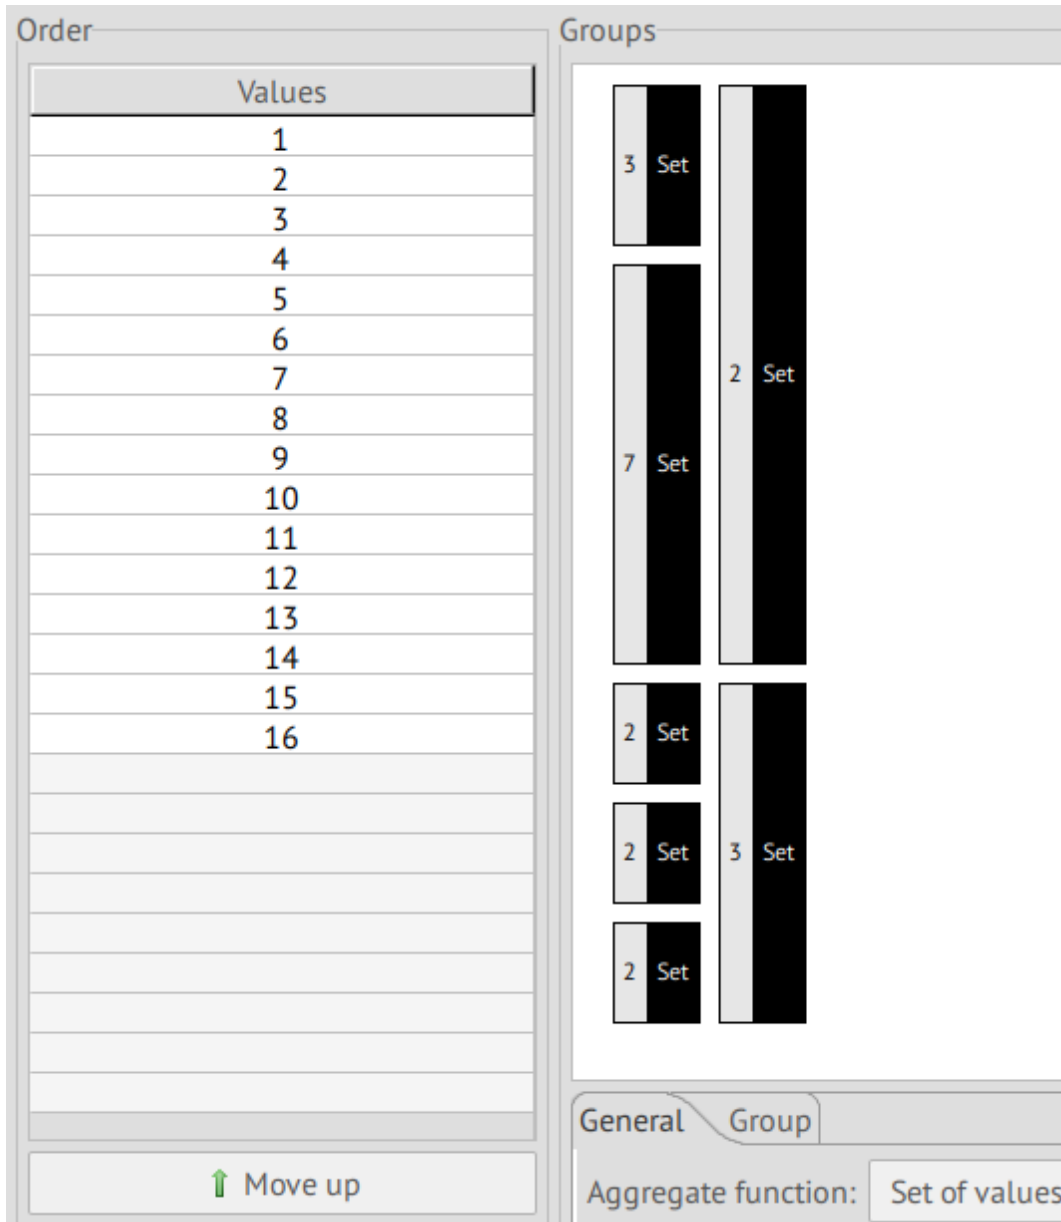 Order
Values
1
2
3
4
5
6
7
8
9
10
11
12
13
14
15
16
Move up
Groups
3 Set
7 Set
2 Set
2 Set
2 Set
2 Set
3 Set
General Group
Aggregate function: Set of values